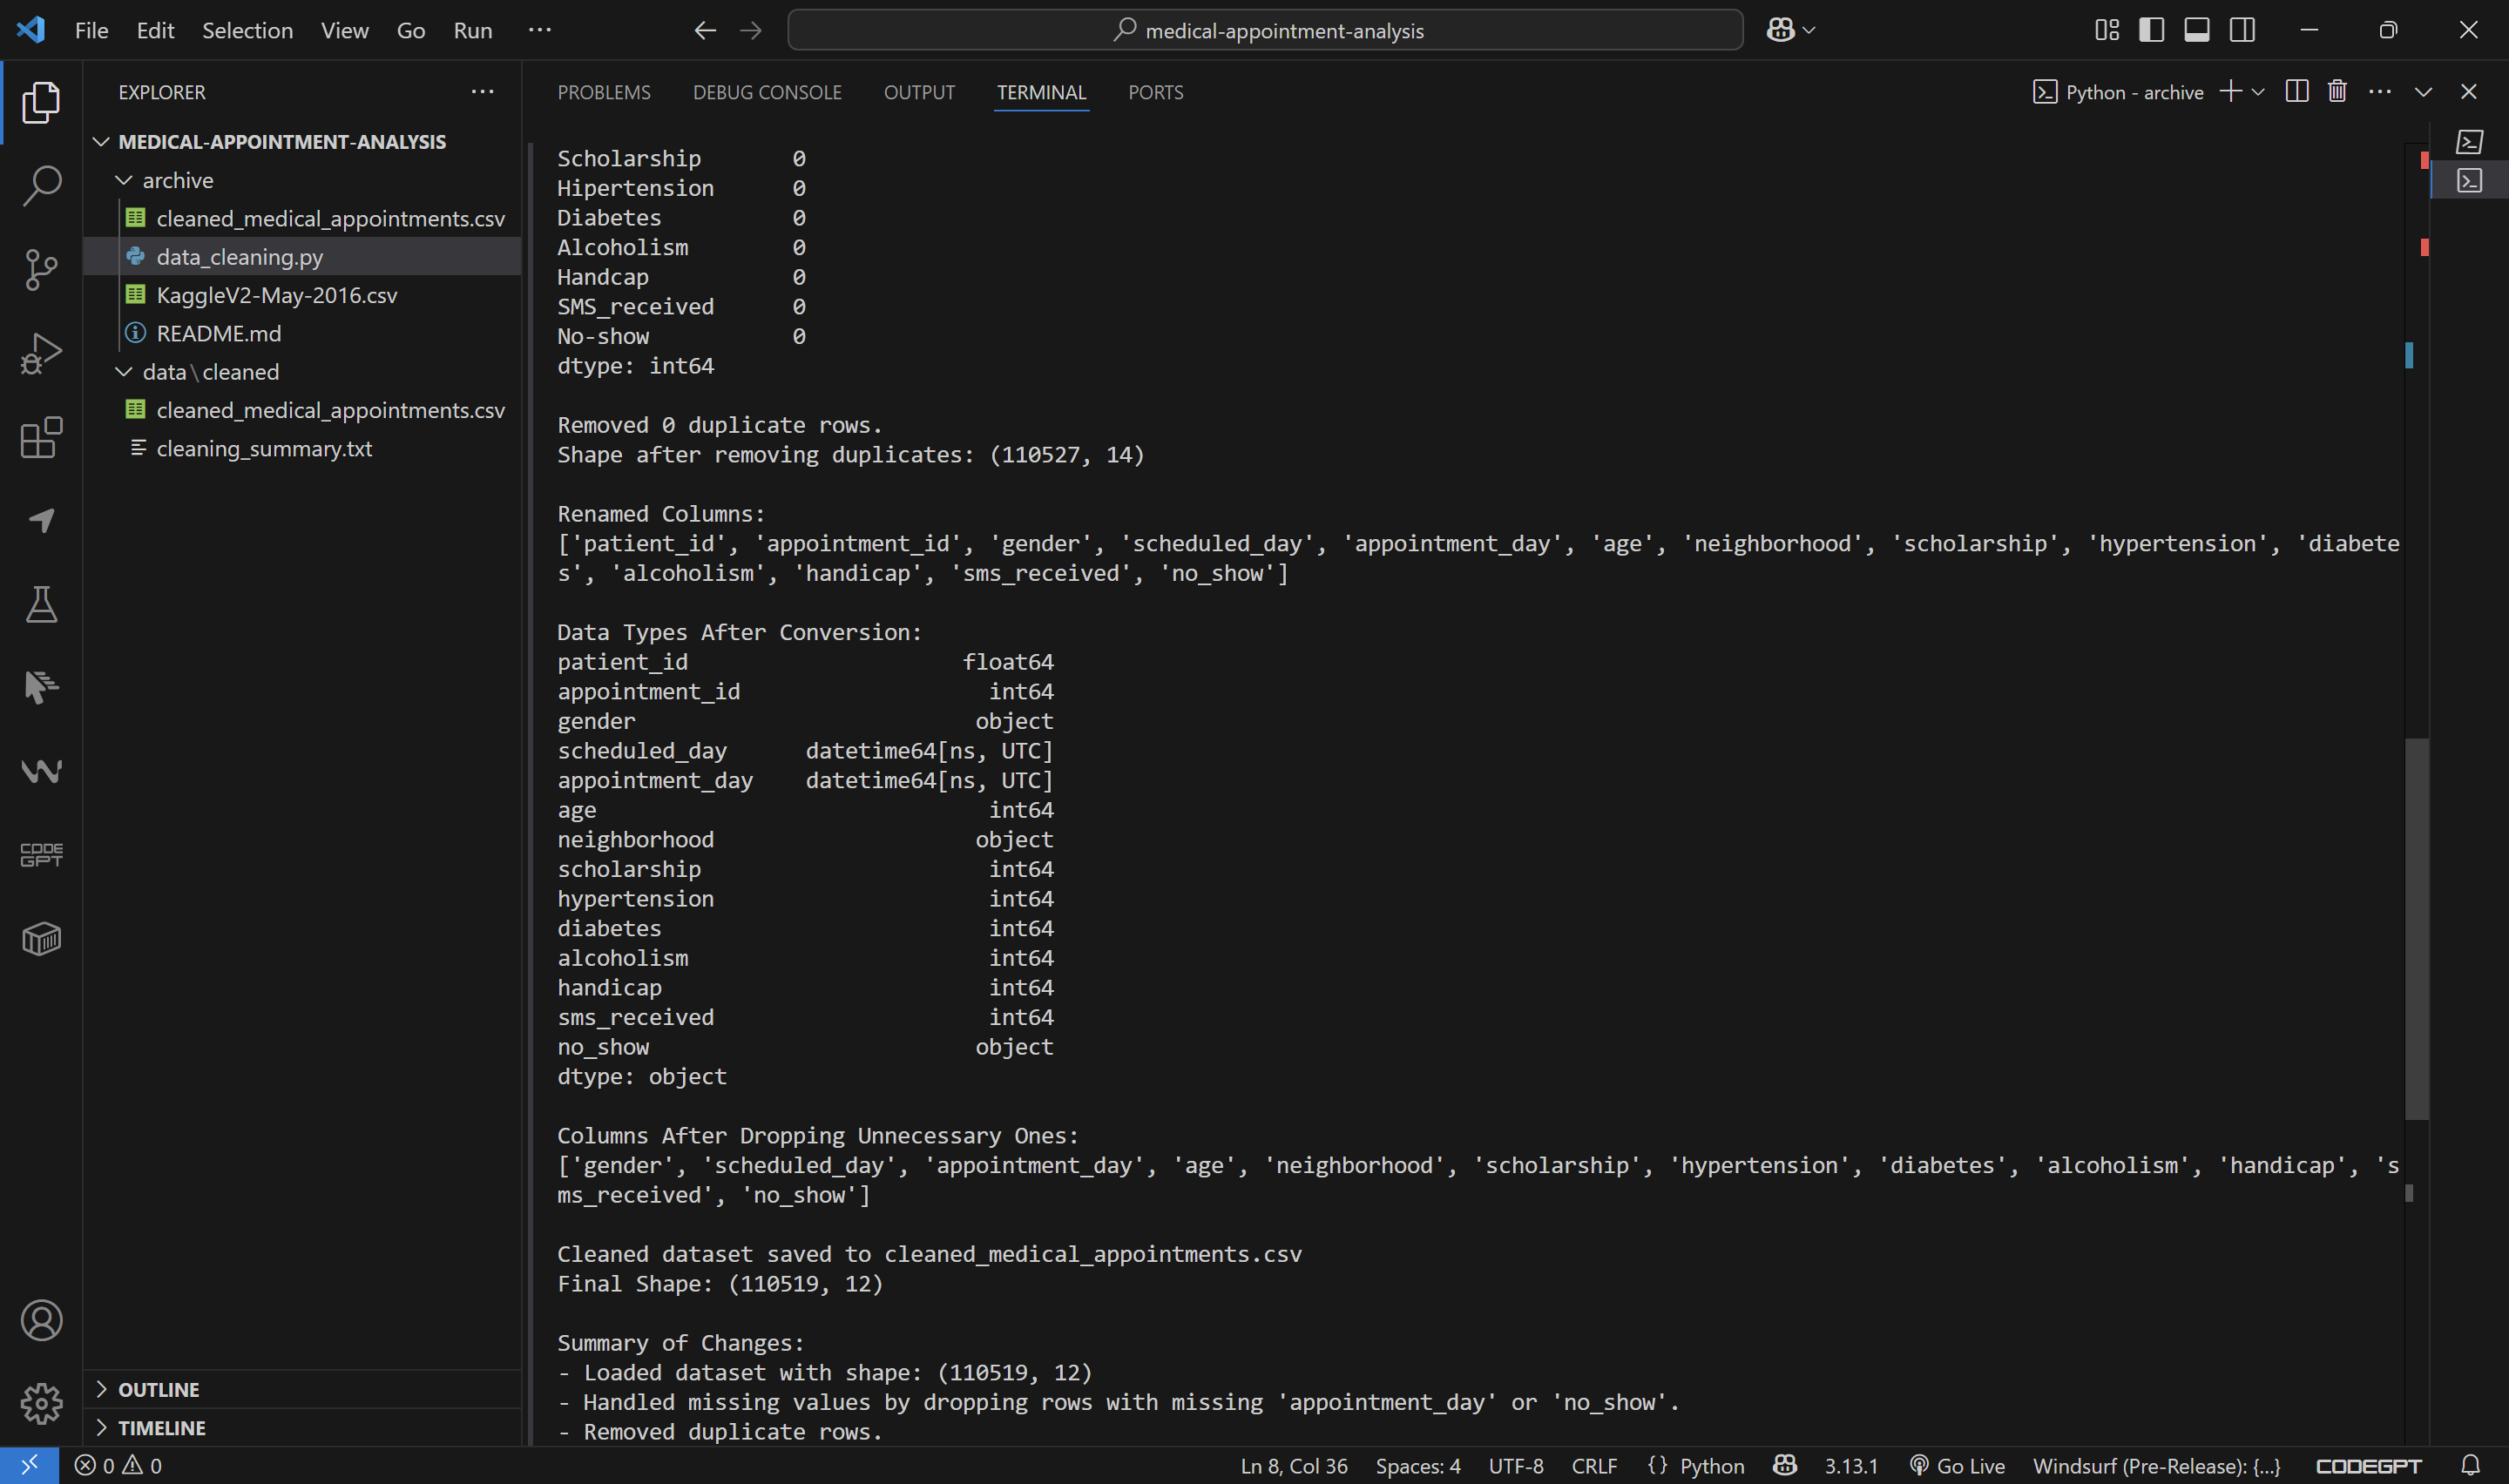 File Edit Selection View Go Run ···
medical-appointment-analysis
EXPLORER ···
MEDICAL-APPOINTMENT-ANALYSIS
archive
cleaned_medical_appointments.csv
data_cleaning.py
KaggleV2-May-2016.csv
README.md
data\cleaned
cleaned_medical_appointments.csv
cleaning_summary.txt
OUTLINE
TIMELINE
CODE
GPT
PROBLEMS DEBUG CONSOLE OUTPUT TERMINAL PORTS
Python - archive
Scholarship 0
Hipertension 0
Diabetes 0
Alcoholism 0
Handcap 0
SMS_received 0
No-show 0
dtype: int64
Removed 0 duplicate rows.
Shape after removing duplicates: (110527, 14)
Renamed Columns:
['patient_id', 'appointment_id', 'gender', 'scheduled_day', 'appointment_day', 'age', 'neighborhood', 'scholarship', 'hypertension', 'diabete
s', 'alcoholism', 'handicap', 'sms_received', 'no_show']
Data Types After Conversion:
patient_id float64
appointment_id int64
gender object
scheduled_day datetime64[ns, UTC]
appointment_day datetime64[ns, UTC]
age int64
neighborhood object
scholarship int64
hypertension int64
diabetes int64
alcoholism int64
handicap int64
sms_received int64
no_show object
dtype: object
Columns After Dropping Unnecessary Ones:
['gender', 'scheduled_day', 'appointment_day', 'age', 'neighborhood', 'scholarship', 'hypertension', 'diabetes', 'alcoholism', 'handicap', 's
ms_received', 'no_show']
Cleaned dataset saved to cleaned_medical_appointments.csv
Final Shape: (110519, 12)
Summary of Changes:
- Loaded dataset with shape: (110519, 12)
- Handled missing values by dropping rows with missing 'appointment_day' or 'no_show'.
- Removed duplicate rows.
0 0
Ln 8, Col 36 Spaces: 4 UTF-8 CRLF {} Python 3.13.1 Go Live Windsurf (Pre-Release): {...} CODEGPT